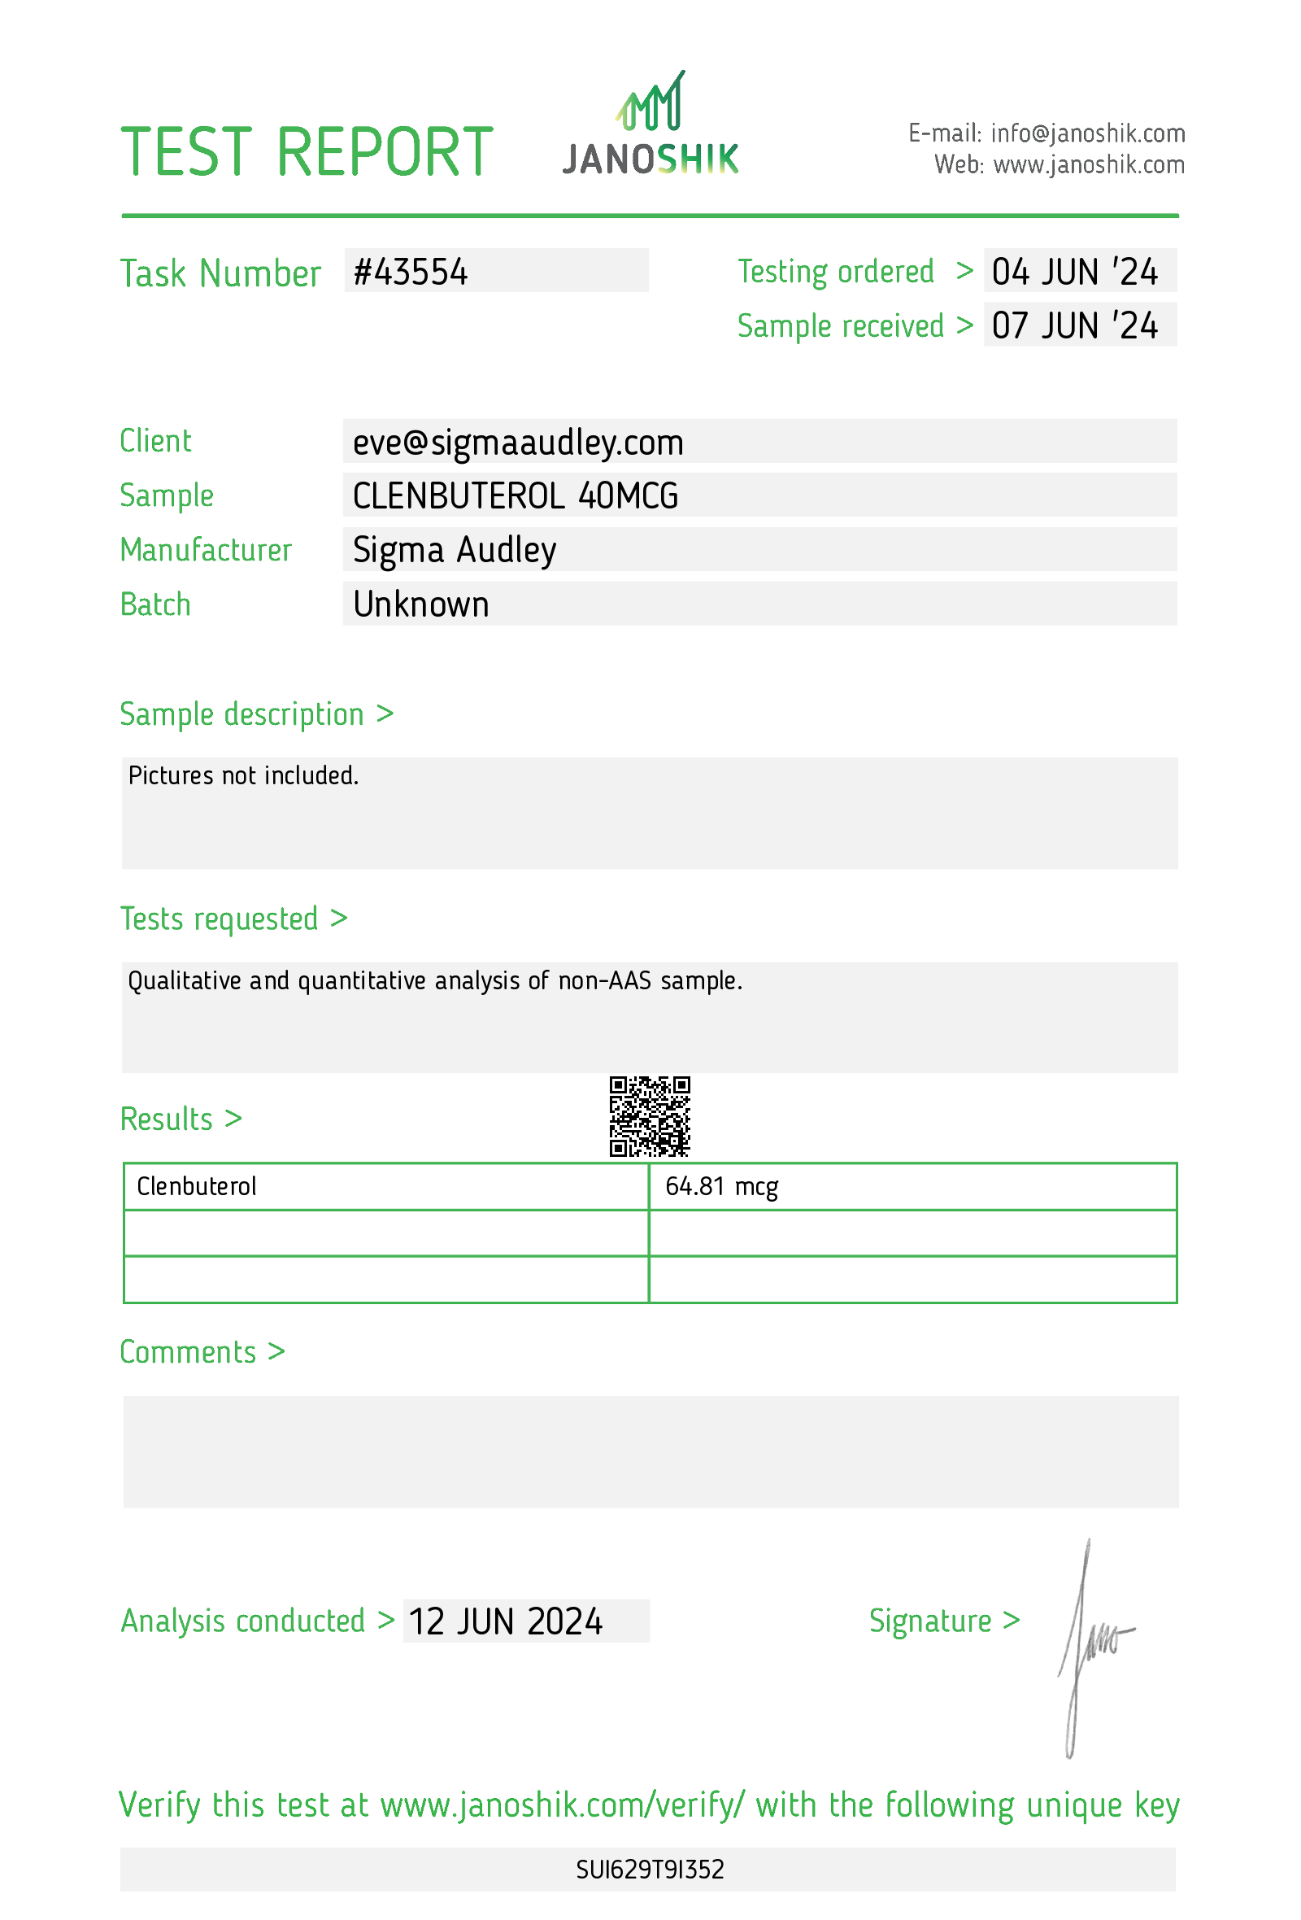 TEST REPORT
JANOSHIK
E-mail: info@janoshik.com
Web: www.janoshik.com
Task Number #43554
Testing ordered > 04 JUN '24
Sample received > 07 JUN '24
Client eve@sigmaaudley.com
Sample CLENBUTEROL 40MCG
Manufacturer Sigma Audley
Batch Unknown
Sample description >
Pictures not included.
Tests requested >
Qualitative and quantitative analysis of non-AAS sample.
Results >
Clenbuterol 64.81 mcg
Comments >
Analysis conducted > 12 JUN 2024
Signature > Jano
Verify this test at www.janoshik.com/verify/ with the following unique key
SUI629T9I352